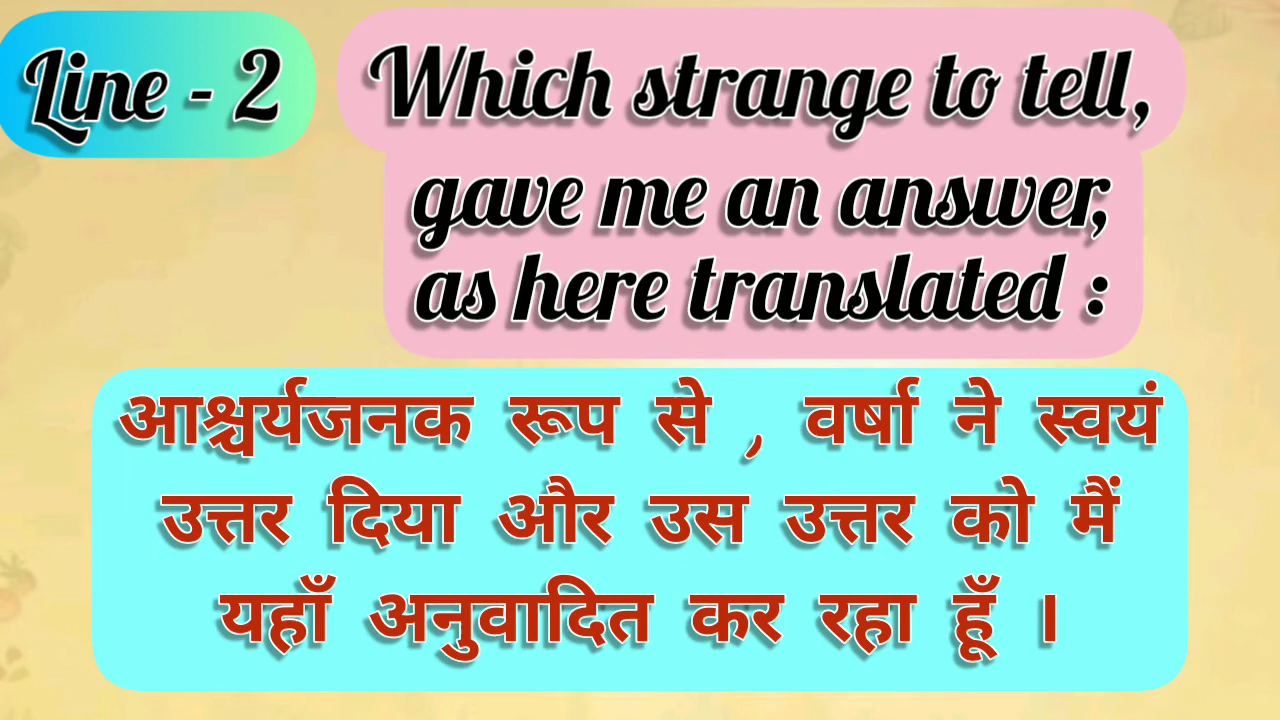 Line - 2
Which strange to tell,
gave me an answer,
as here translated :
आश्चर्यजनक रूप से , वर्षा ने स्वयं
उत्तर दिया और उस उत्तर को मैं
यहाँ अनुवादित कर रहा हूँ ।